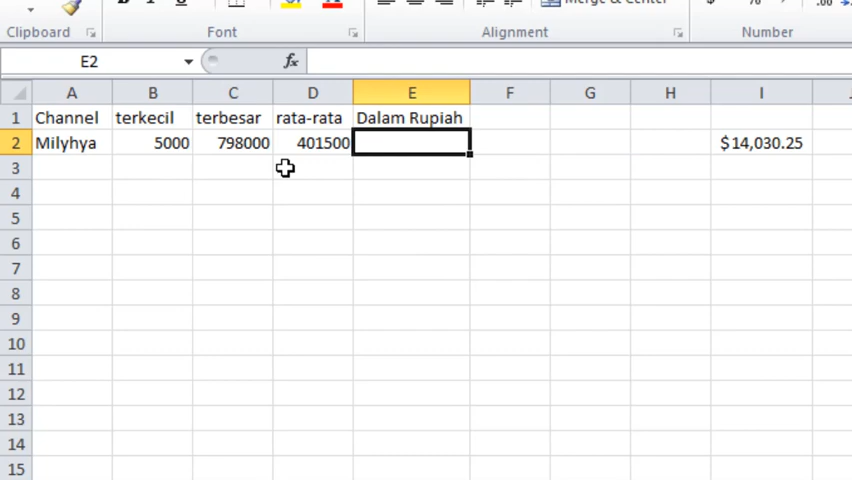 Clipboard Font Alignment Number
E2 fx
A B C D E F G H I
1 Channel terkecil terbesar rata-rata Dalam Rupiah
2 Milyhya 5000 798000 401500 $14,030.25
3
4
5
6
7
8
9
10
11
12
13
14
15